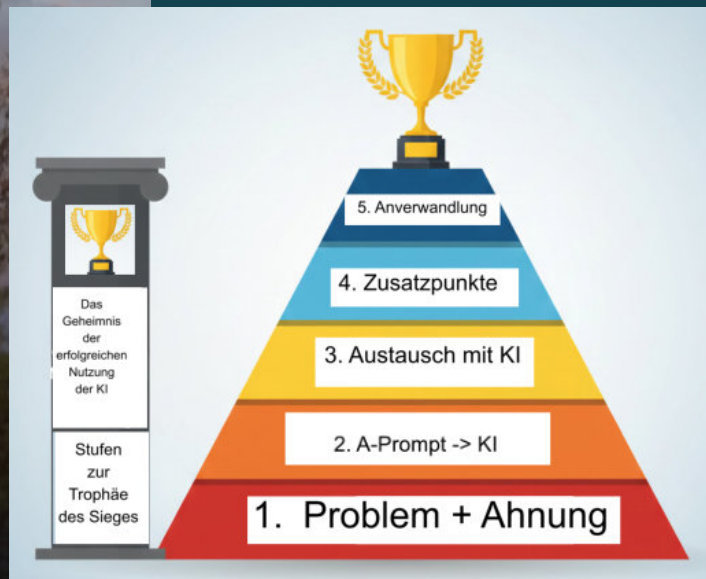 Das
Geheimnis
der
erfolgreichen
Nutzung
der KI
Stufen
zur
Trophäe
des Sieges
5. Anverwandlung
4. Zusatzpunkte
3. Austausch mit KI
2. A-Prompt -> KI
1. Problem + Ahnung